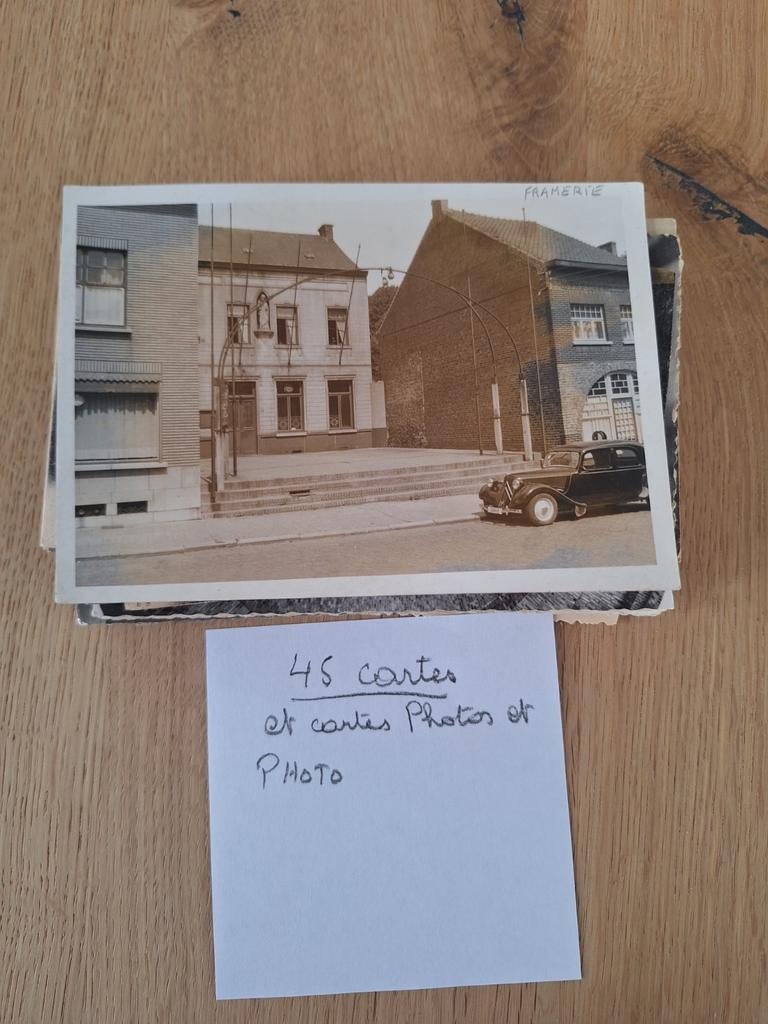 FRAMERIE
45 cartes
et cartes Photos et
PHOTO